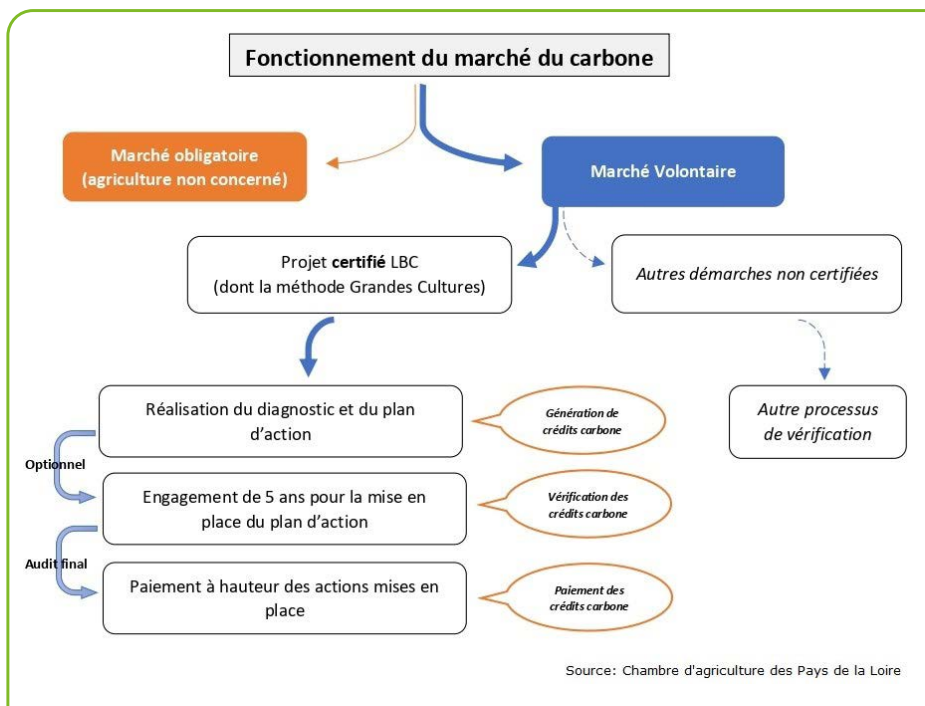 Fonctionnement du marché du carbone
Marché obligatoire
(agriculture non concerné)
Marché Volontaire
Projet certifié LBC
(dont la méthode Grandes Cultures)
Autres démarches non certifiées
Réalisation du diagnostic et du plan
d'action
Génération de
crédits carbone
Autre processus
de vérification
Optionnel
Engagement de 5 ans pour la mise en
place du plan d'action
Vérification des
crédits carbone
Audit final
Paiement à hauteur des actions mises en
place
Paiement des
crédits carbone
Source: Chambre d'agriculture des Pays de la Loire